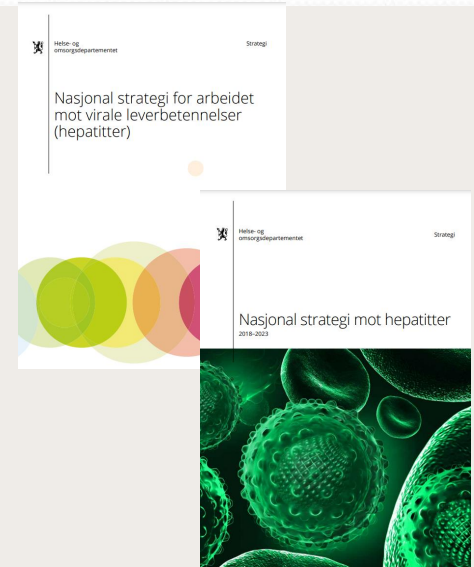 Helse- og
omsorgsdepartementet
Strategi
Nasjonal strategi for arbeidet
mot virale leverbetennelser
(hepatitter)
Helse- og
omsorgsdepartementet
Strategi
Nasjonal strategi mot hepatitter
2018–2023